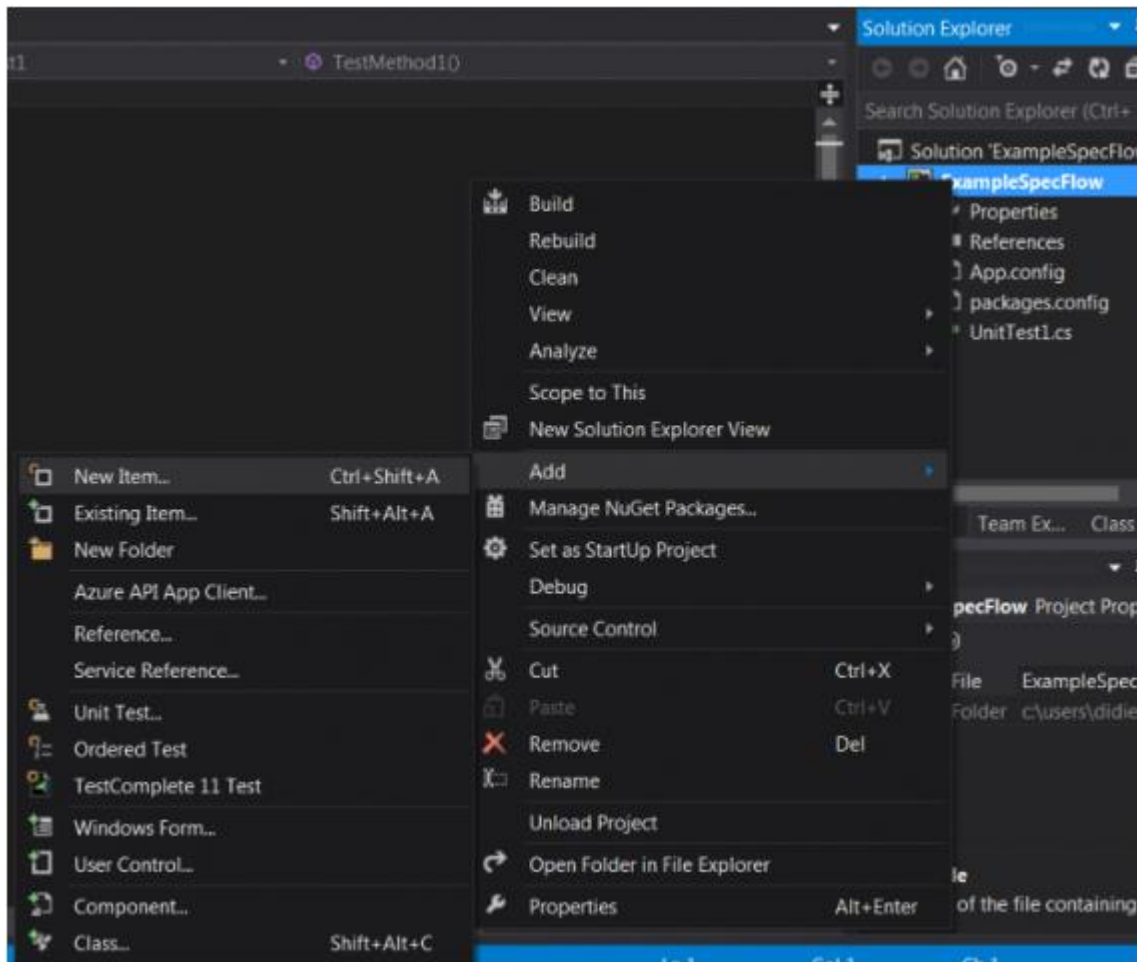 Solution Explorer
t1 TestMethod1()
Search Solution Explorer (Ctrl+
Solution 'ExampleSpecFlow
ExampleSpecFlow
Properties
References
App.config
packages.config
UnitTest1.cs
Build
Rebuild
Clean
View
Analyze
Scope to This
New Solution Explorer View
Add
Manage NuGet Packages...
Set as StartUp Project
Debug
Source Control
Cut Ctrl+X
Paste Ctrl+V
Remove Del
Rename
Unload Project
Open Folder in File Explorer
Properties Alt+Enter
New Item... Ctrl+Shift+A
Existing Item... Shift+Alt+A
New Folder
Azure API App Client...
Reference...
Service Reference...
Unit Test...
Ordered Test
TestComplete 11 Test
Windows Form...
User Control...
Component...
Class... Shift+Alt+C
Team Ex... Class
pecFlow Project Prop
File ExampleSpec
Folder c:\users\didie
le
of the file containing